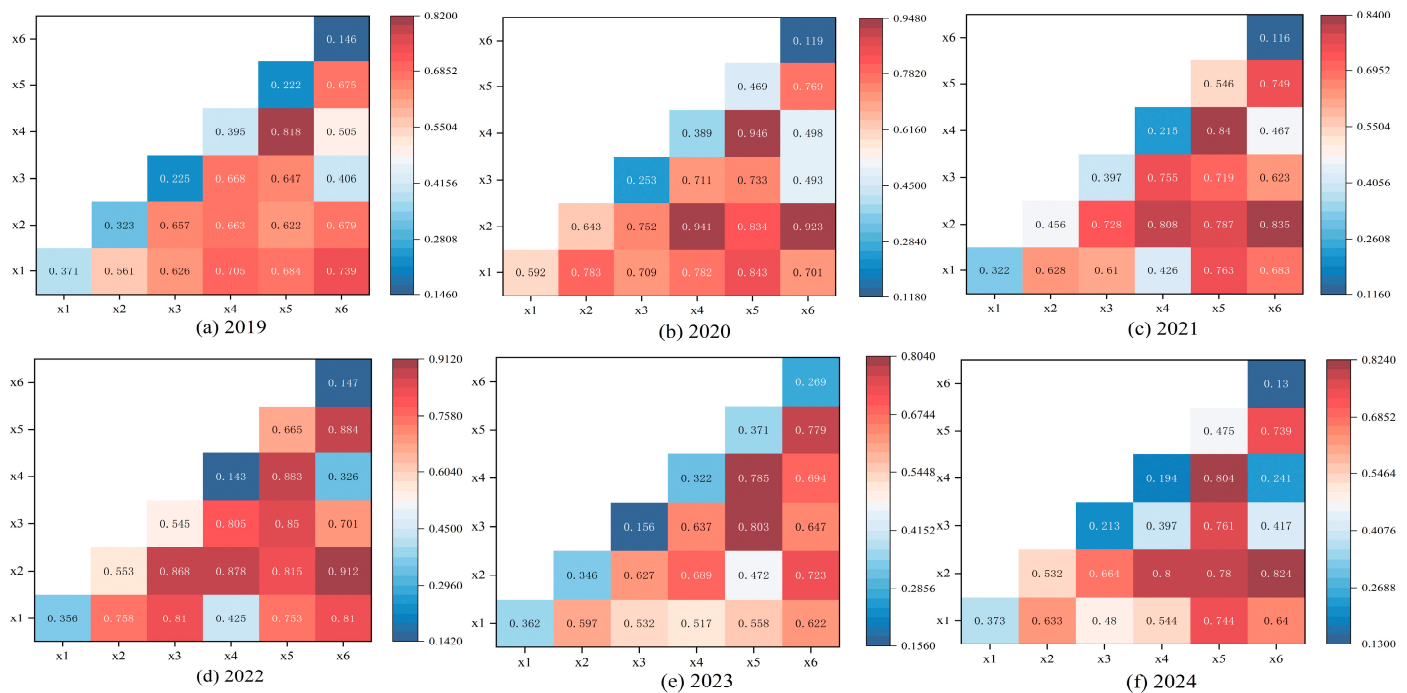 x6 0.146 0.8200
x5 0.222 0.675 0.6852
x4 0.395 0.818 0.505 0.5504
x3 0.225 0.668 0.647 0.406 0.4156
x2 0.323 0.657 0.663 0.622 0.679 0.2808
x1 0.371 0.561 0.626 0.705 0.684 0.739 0.1460
x1 x2 x3 x4 x5 x6
(a) 2019
x6 0.119 0.9480
x5 0.469 0.769 0.7820
x4 0.389 0.946 0.498 0.6160
x3 0.253 0.711 0.733 0.493 0.4500
x2 0.643 0.752 0.941 0.834 0.923 0.2840
x1 0.592 0.783 0.709 0.782 0.843 0.701 0.1180
x1 x2 x3 x4 x5 x6
(b) 2020
x6 0.116 0.8400
x5 0.546 0.749 0.6952
x4 0.215 0.84 0.467 0.5504
x3 0.397 0.755 0.719 0.623 0.4056
x2 0.456 0.728 0.808 0.787 0.835 0.2608
x1 0.322 0.628 0.61 0.426 0.763 0.683 0.1160
x1 x2 x3 x4 x5 x6
(c) 2021
x6 0.147 0.9120
x5 0.665 0.884 0.7580
x4 0.143 0.883 0.326 0.6040
x3 0.545 0.805 0.85 0.701 0.4500
x2 0.553 0.868 0.878 0.815 0.912 0.2960
x1 0.356 0.758 0.81 0.425 0.753 0.81 0.1420
x1 x2 x3 x4 x5 x6
(d) 2022
x6 0.269 0.8040
x5 0.371 0.779 0.6744
x4 0.322 0.785 0.694 0.5448
x3 0.156 0.637 0.803 0.647 0.4152
x2 0.346 0.627 0.689 0.472 0.723 0.2856
x1 0.362 0.597 0.532 0.517 0.558 0.622 0.1560
x1 x2 x3 x4 x5 x6
(e) 2023
x6 0.13 0.8240
x5 0.475 0.739 0.6852
x4 0.194 0.804 0.241 0.5464
x3 0.213 0.397 0.761 0.417 0.4076
x2 0.532 0.664 0.8 0.78 0.824 0.2688
x1 0.373 0.633 0.48 0.544 0.744 0.64 0.1300
x1 x2 x3 x4 x5 x6
(f) 2024